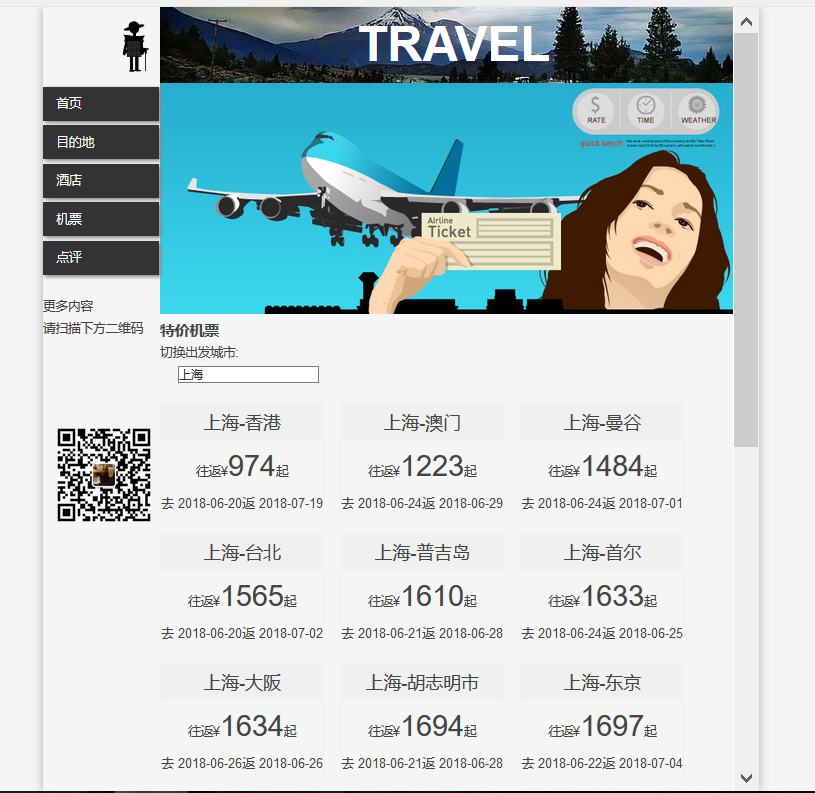 TRAVEL
首页
目的地
酒店
机票
点评
更多内容
请扫描下方二维码
RATE
TIME
WEATHER
quick serch
Airline
Ticket
特价机票
切换出发城市:
上海
上海-香港
往返¥974起
去 2018-06-20返 2018-07-19
上海-澳门
往返¥1223起
去 2018-06-24返 2018-06-29
上海-曼谷
往返¥1484起
去 2018-06-24返 2018-07-01
上海-台北
往返¥1565起
去 2018-06-20返 2018-07-02
上海-普吉岛
往返¥1610起
去 2018-06-21返 2018-06-28
上海-首尔
往返¥1633起
去 2018-06-24返 2018-06-25
上海-大阪
往返¥1634起
去 2018-06-26返 2018-06-26
上海-胡志明市
往返¥1694起
去 2018-06-21返 2018-06-28
上海-东京
往返¥1697起
去 2018-06-22返 2018-07-04